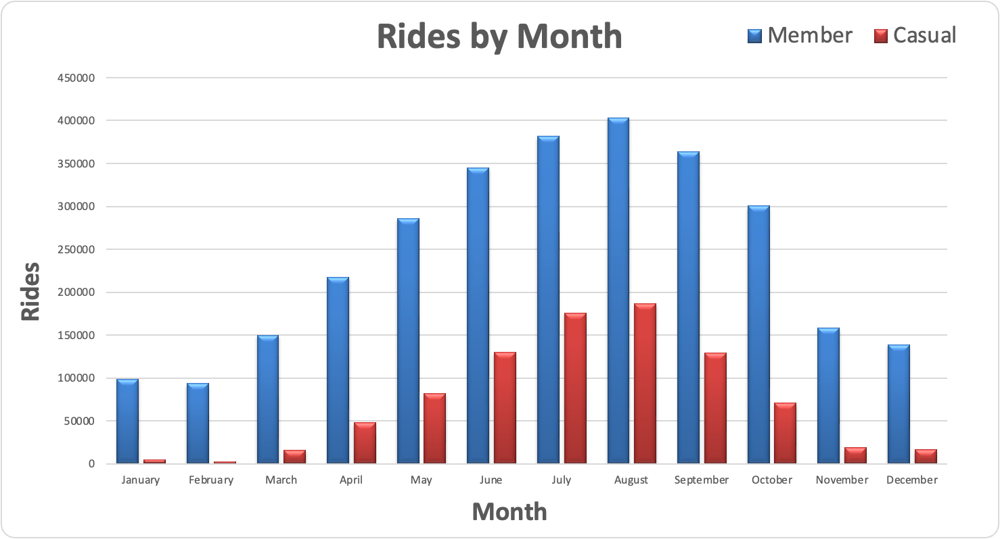 Rides by Month
Member Casual
450000
400000
350000
300000
250000
200000
150000
100000
50000
0
Rides
January February March April May June July August September October November December
Month